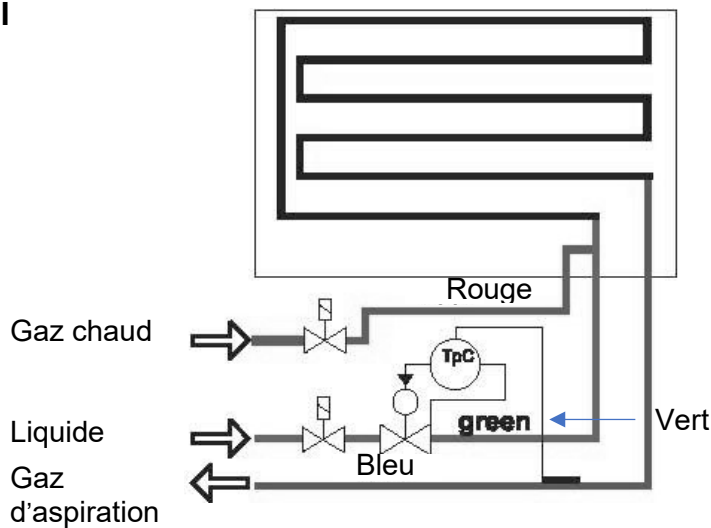 I
Rouge
Gaz chaud
TpC
green
Vert
Liquide
Bleu
Gaz
d'aspiration